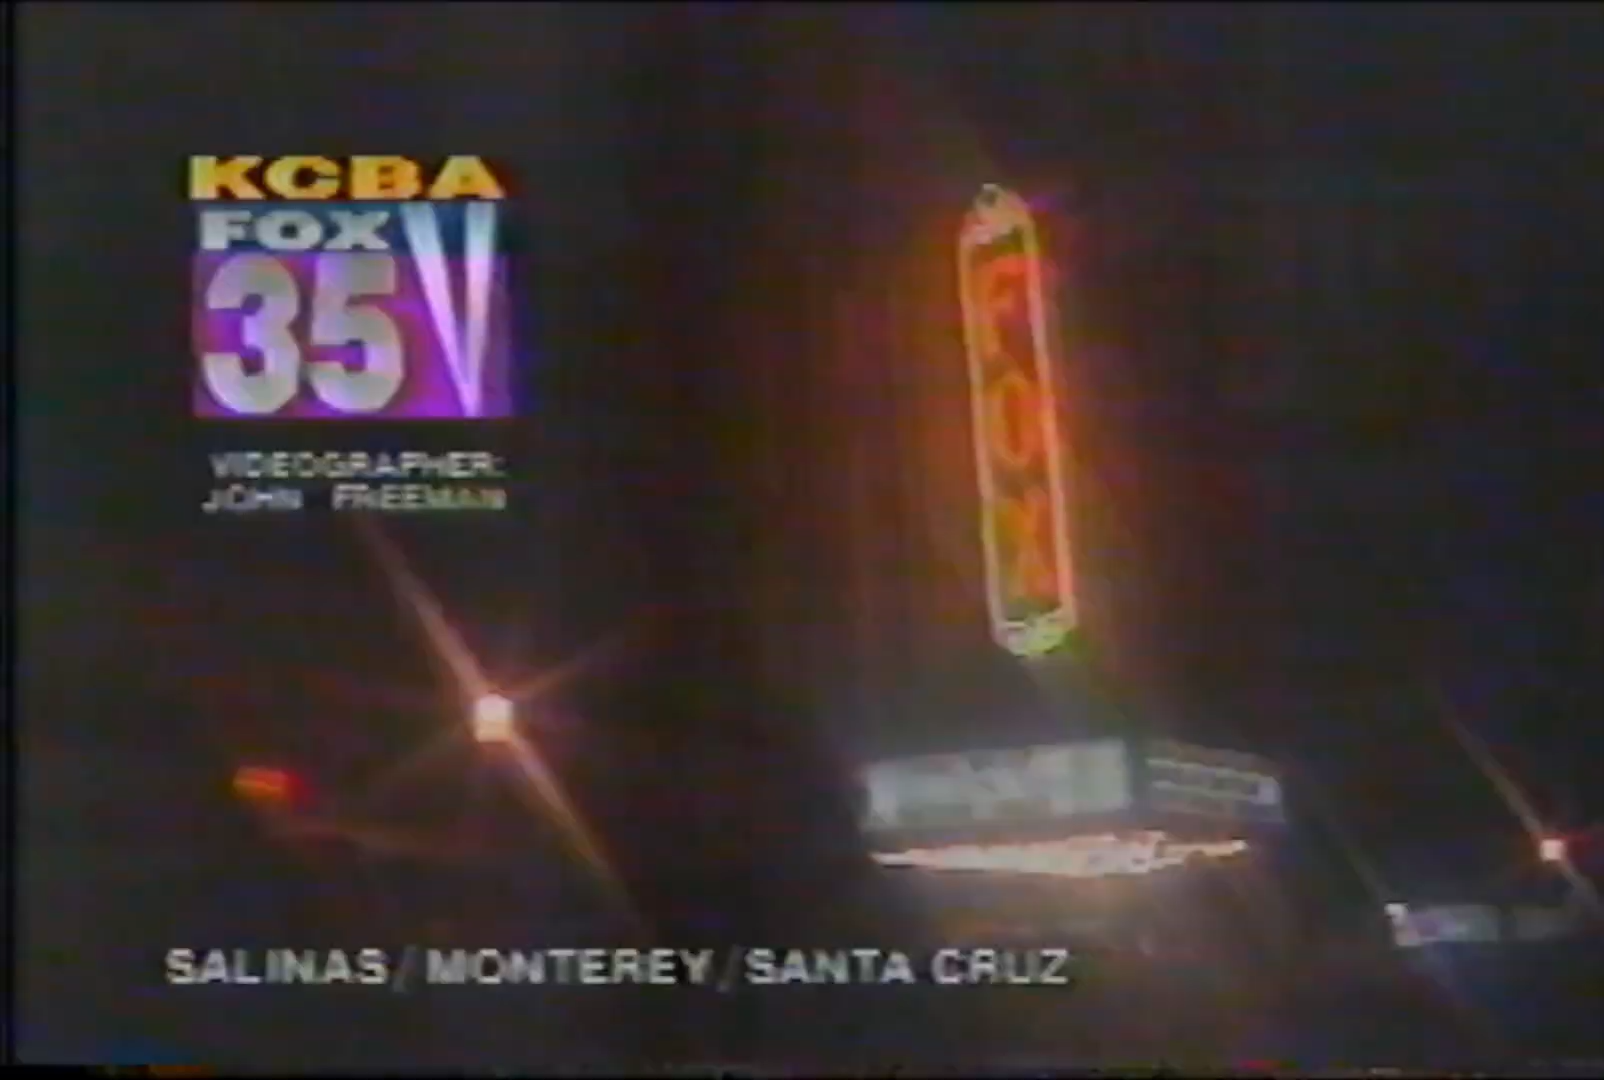 KCBA
FOX
35
VIDEOGRAPHER:
JOHN FREEMAN
FOX
SALINAS/MONTEREY/SANTA CRUZ